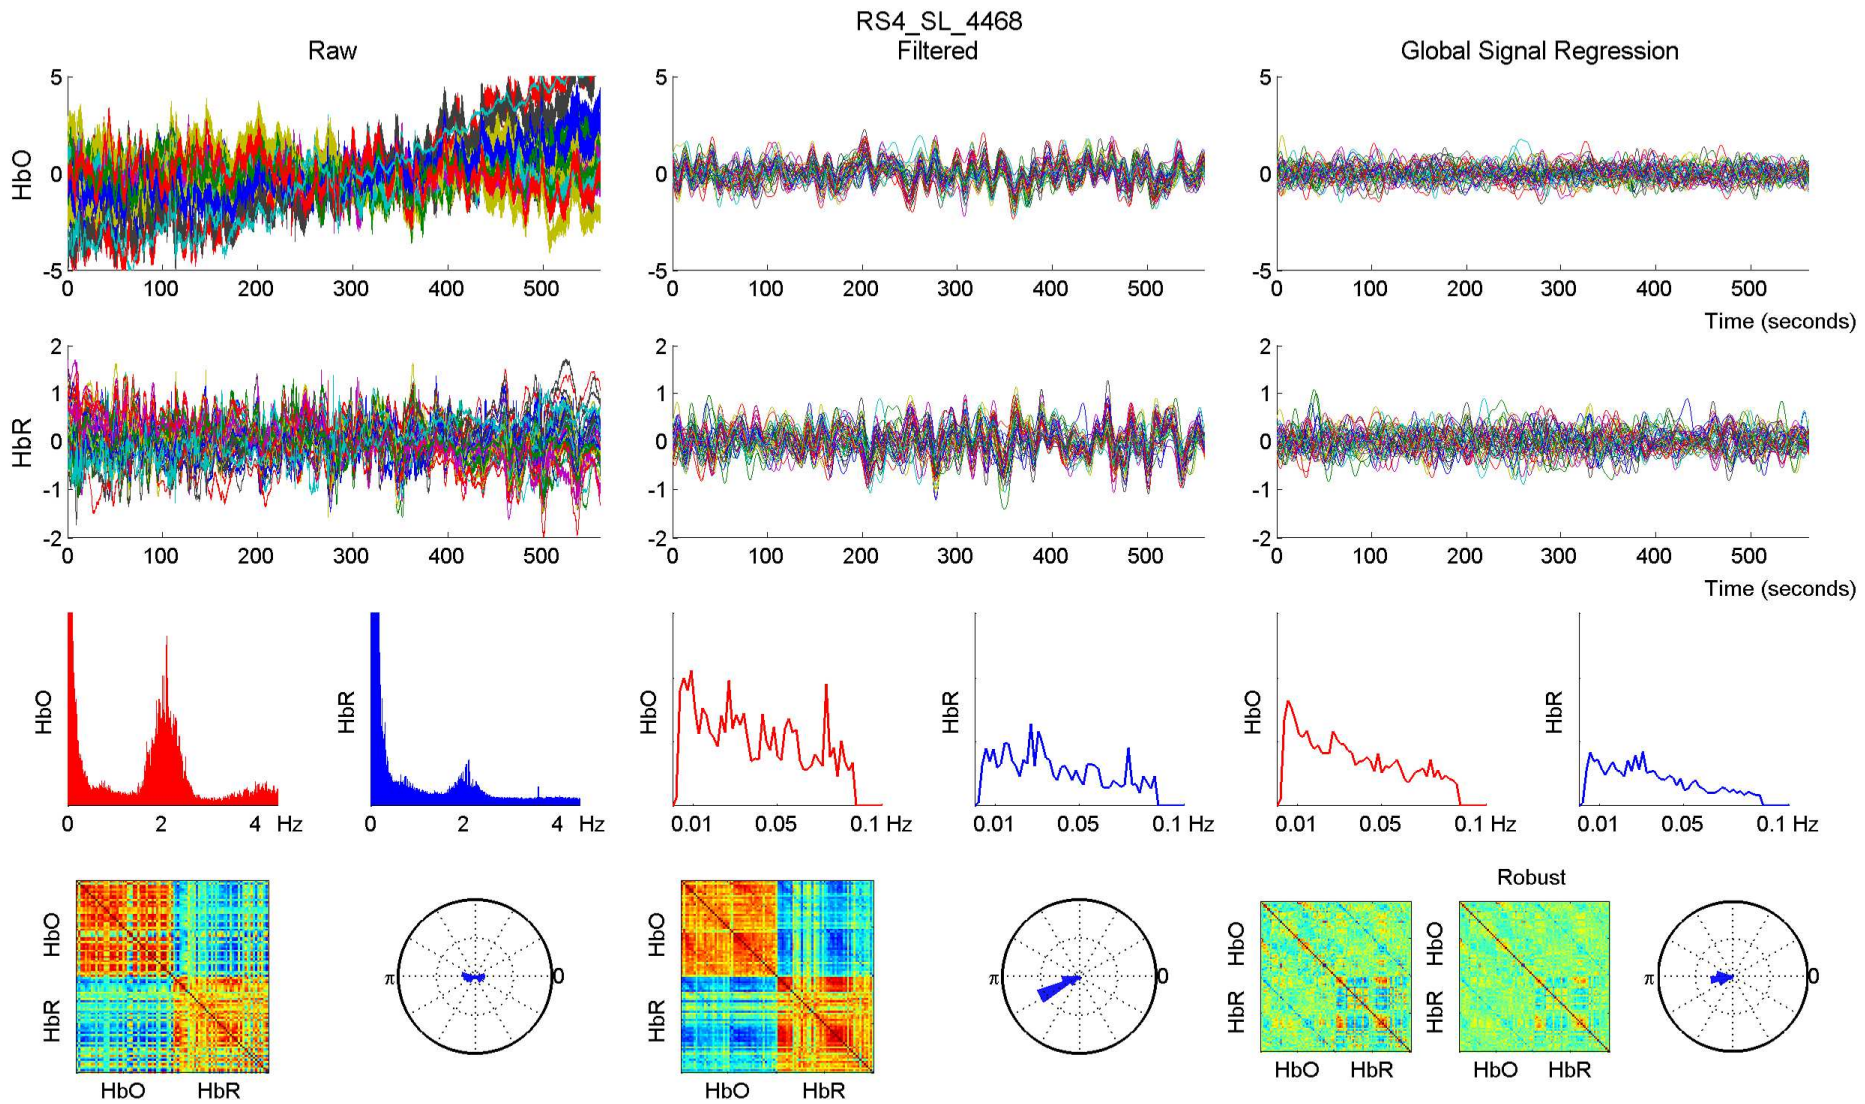 RS4_SL_4468
Raw
Filtered
Global Signal Regression
HbO
5
0
-5
0 100 200 300 400 500
5
0
-5
0 100 200 300 400 500
5
0
-5
0 100 200 300 400 500
Time (seconds)
HbR
2
1
0
-1
-2
0 100 200 300 400 500
2
1
0
-1
-2
0 100 200 300 400 500
2
1
0
-1
-2
0 100 200 300 400 500
Time (seconds)
HbO
0 2 4 Hz
HbR
0 2 4 Hz
HbO
0.01 0.05 0.1 Hz
HbR
0.01 0.05 0.1 Hz
HbO
0.01 0.05 0.1 Hz
HbR
0.01 0.05 0.1 Hz
HbO
HbR
HbO HbR
π 0
HbO
HbR
HbO HbR
π 0
HbO
HbR
HbO HbR
Robust
HbO
HbR
HbO HbR
π 0